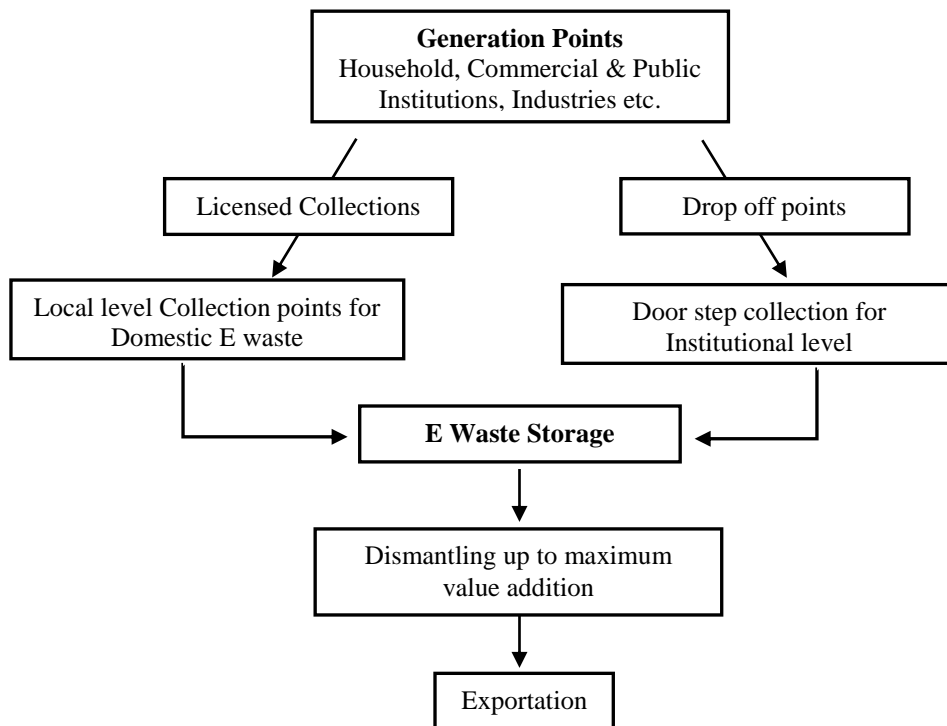 Generation Points
Household, Commercial & Public
Institutions, Industries etc.
Licensed Collections
Drop off points
Local level Collection points for
Domestic E waste
Door step collection for
Institutional level
E Waste Storage
Dismantling up to maximum
value addition
Exportation